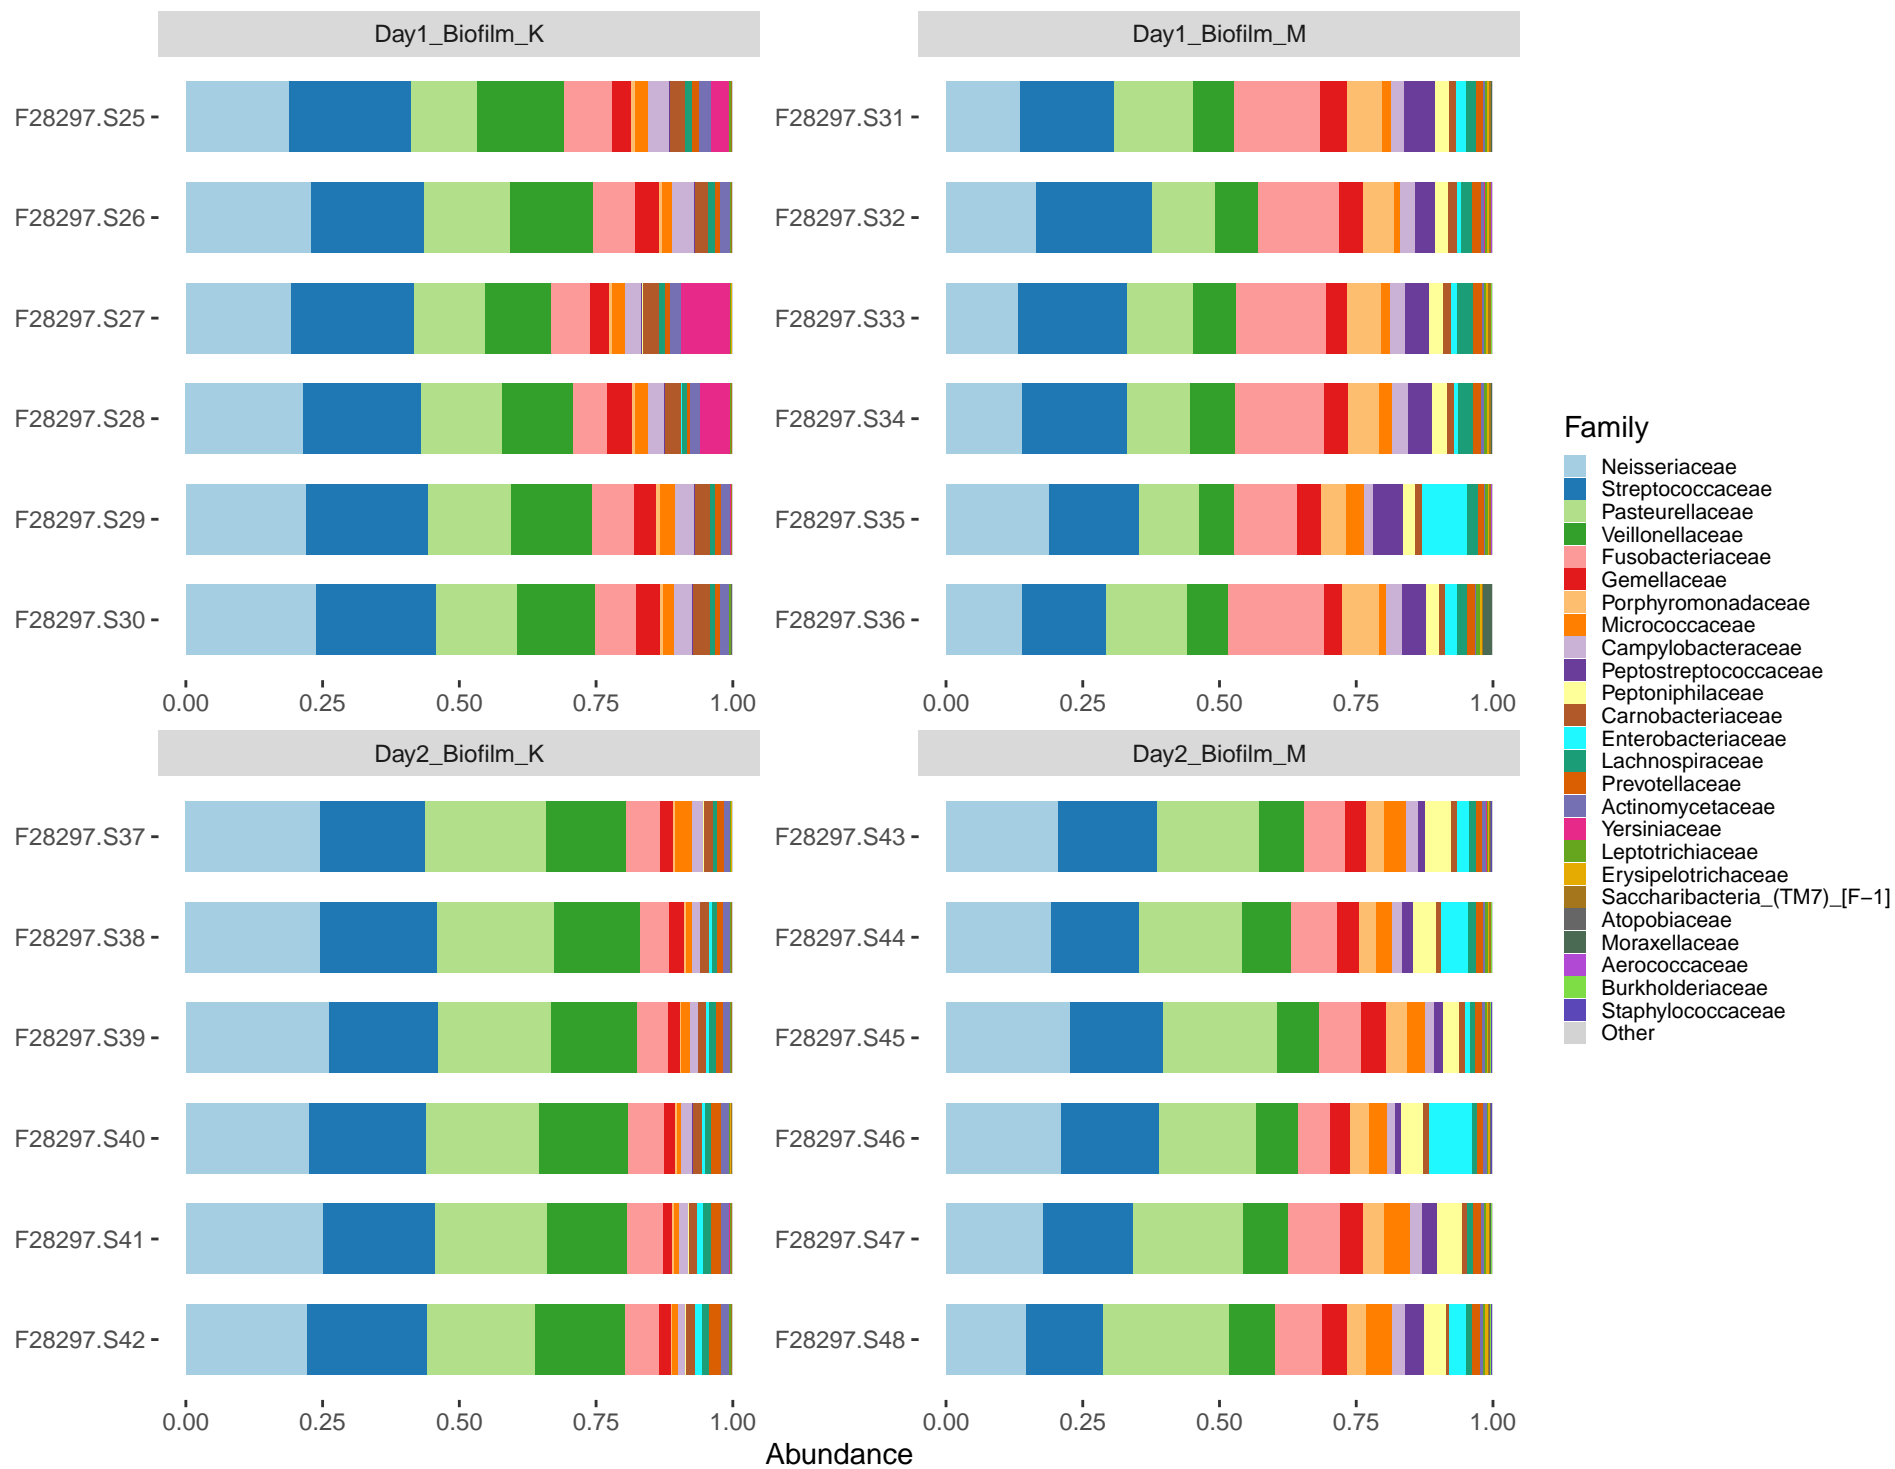 Day1_Biofilm_K
Day1_Biofilm_M
F28297.S25
F28297.S26
F28297.S27
F28297.S28
F28297.S29
F28297.S30
0.00 0.25 0.50 0.75 1.00
F28297.S31
F28297.S32
F28297.S33
F28297.S34
F28297.S35
F28297.S36
0.00 0.25 0.50 0.75 1.00
Day2_Biofilm_K
Day2_Biofilm_M
F28297.S37
F28297.S38
F28297.S39
F28297.S40
F28297.S41
F28297.S42
0.00 0.25 0.50 0.75 1.00
F28297.S43
F28297.S44
F28297.S45
F28297.S46
F28297.S47
F28297.S48
0.00 0.25 0.50 0.75 1.00
Abundance
Family
Neisseriaceae
Streptococcaceae
Pasteurellaceae
Veillonellaceae
Fusobacteriaceae
Gemellaceae
Porphyromonadaceae
Micrococcaceae
Campylobacteraceae
Peptostreptococcaceae
Peptoniphilaceae
Carnobacteriaceae
Enterobacteriaceae
Lachnospiraceae
Prevotellaceae
Actinomycetaceae
Yersiniaceae
Leptotrichiaceae
Erysipelotrichaceae
Saccharibacteria_(TM7)_[F−1]
Atopobiaceae
Moraxellaceae
Aerococcaceae
Burkholderiaceae
Staphylococcaceae
Other